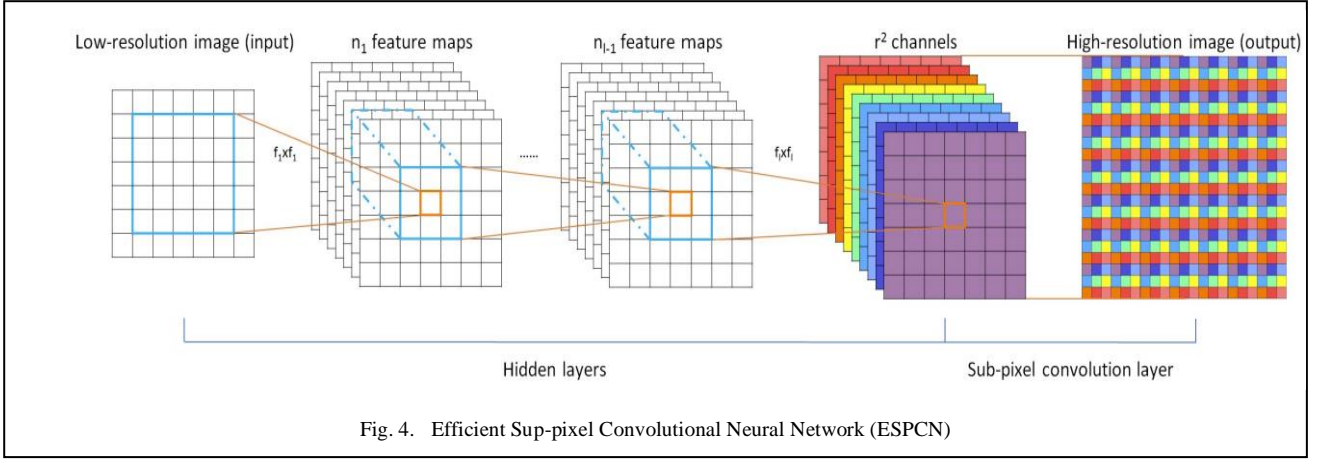 Low-resolution image (input)
n₁ feature maps
nₗ₋₁ feature maps
r² channels
High-resolution image (output)
f₁xf₁
......
fₗxfₗ
Hidden layers
Sub-pixel convolution layer
Fig. 4. Efficient Sup-pixel Convolutional Neural Network (ESPCN)